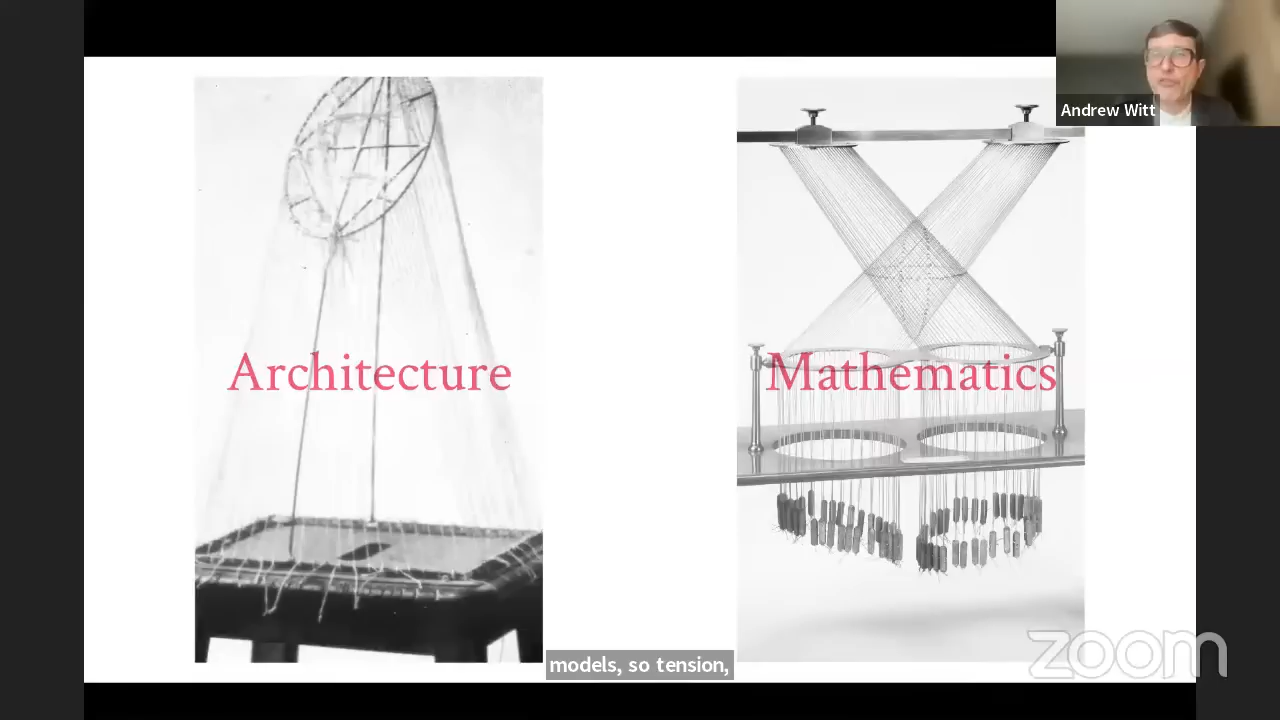 Andrew Witt
Architecture
Mathematics
models, so tension,
zoom